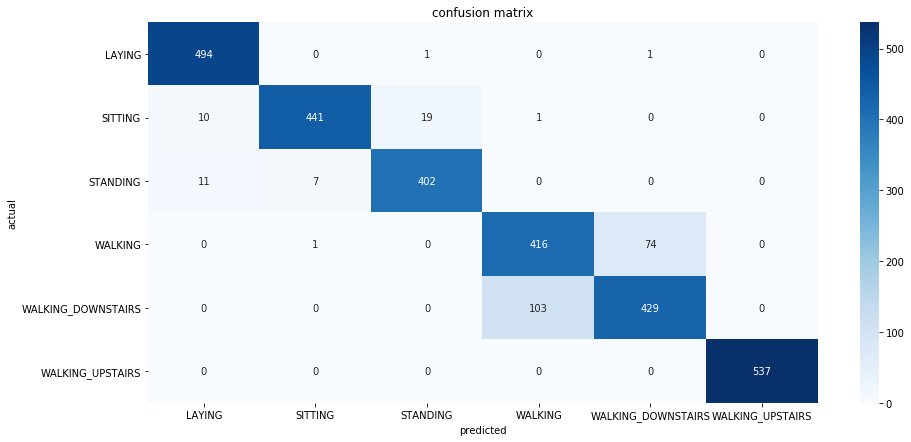 confusion matrix
LAYING 494 0 1 0 1 0
SITTING 10 441 19 1 0 0
STANDING 11 7 402 0 0 0
WALKING 0 1 0 416 74 0
WALKING_DOWNSTAIRS 0 0 0 103 429 0
WALKING_UPSTAIRS 0 0 0 0 0 537
LAYING SITTING STANDING WALKING WALKING_DOWNSTAIRS WALKING_UPSTAIRS
predicted
actual
500
400
300
200
100
0